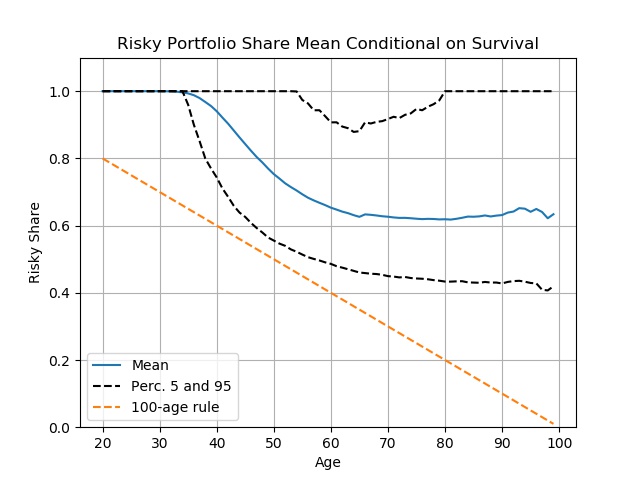 Risky Portfolio Share Mean Conditional on Survival
Risky Share
1.0
0.8
0.6
0.4
0.2
0.0
Mean
Perc. 5 and 95
100-age rule
20 30 40 50 60 70 80 90 100
Age